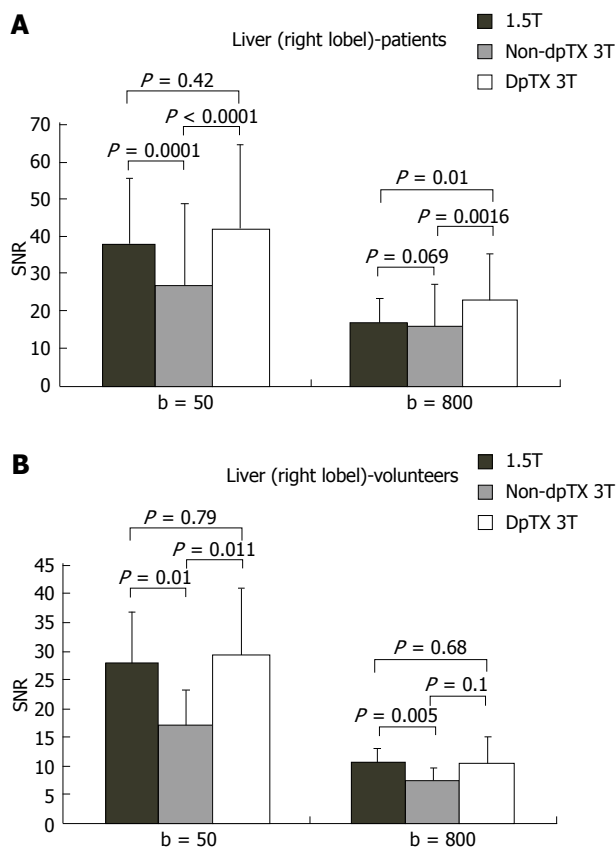 A
Liver (right lobel)-patients
1.5T
Non-dpTX 3T
DpTX 3T
P = 0.42
P < 0.0001
P = 0.0001
P = 0.01
P = 0.0016
P = 0.069
SNR
70
60
50
40
30
20
10
0
b = 50
b = 800
B
Liver (right lobel)-volunteers
1.5T
Non-dpTX 3T
DpTX 3T
P = 0.79
P = 0.011
P = 0.01
P = 0.68
P = 0.1
P = 0.005
SNR
45
40
35
30
25
20
15
10
5
0
b = 50
b = 800